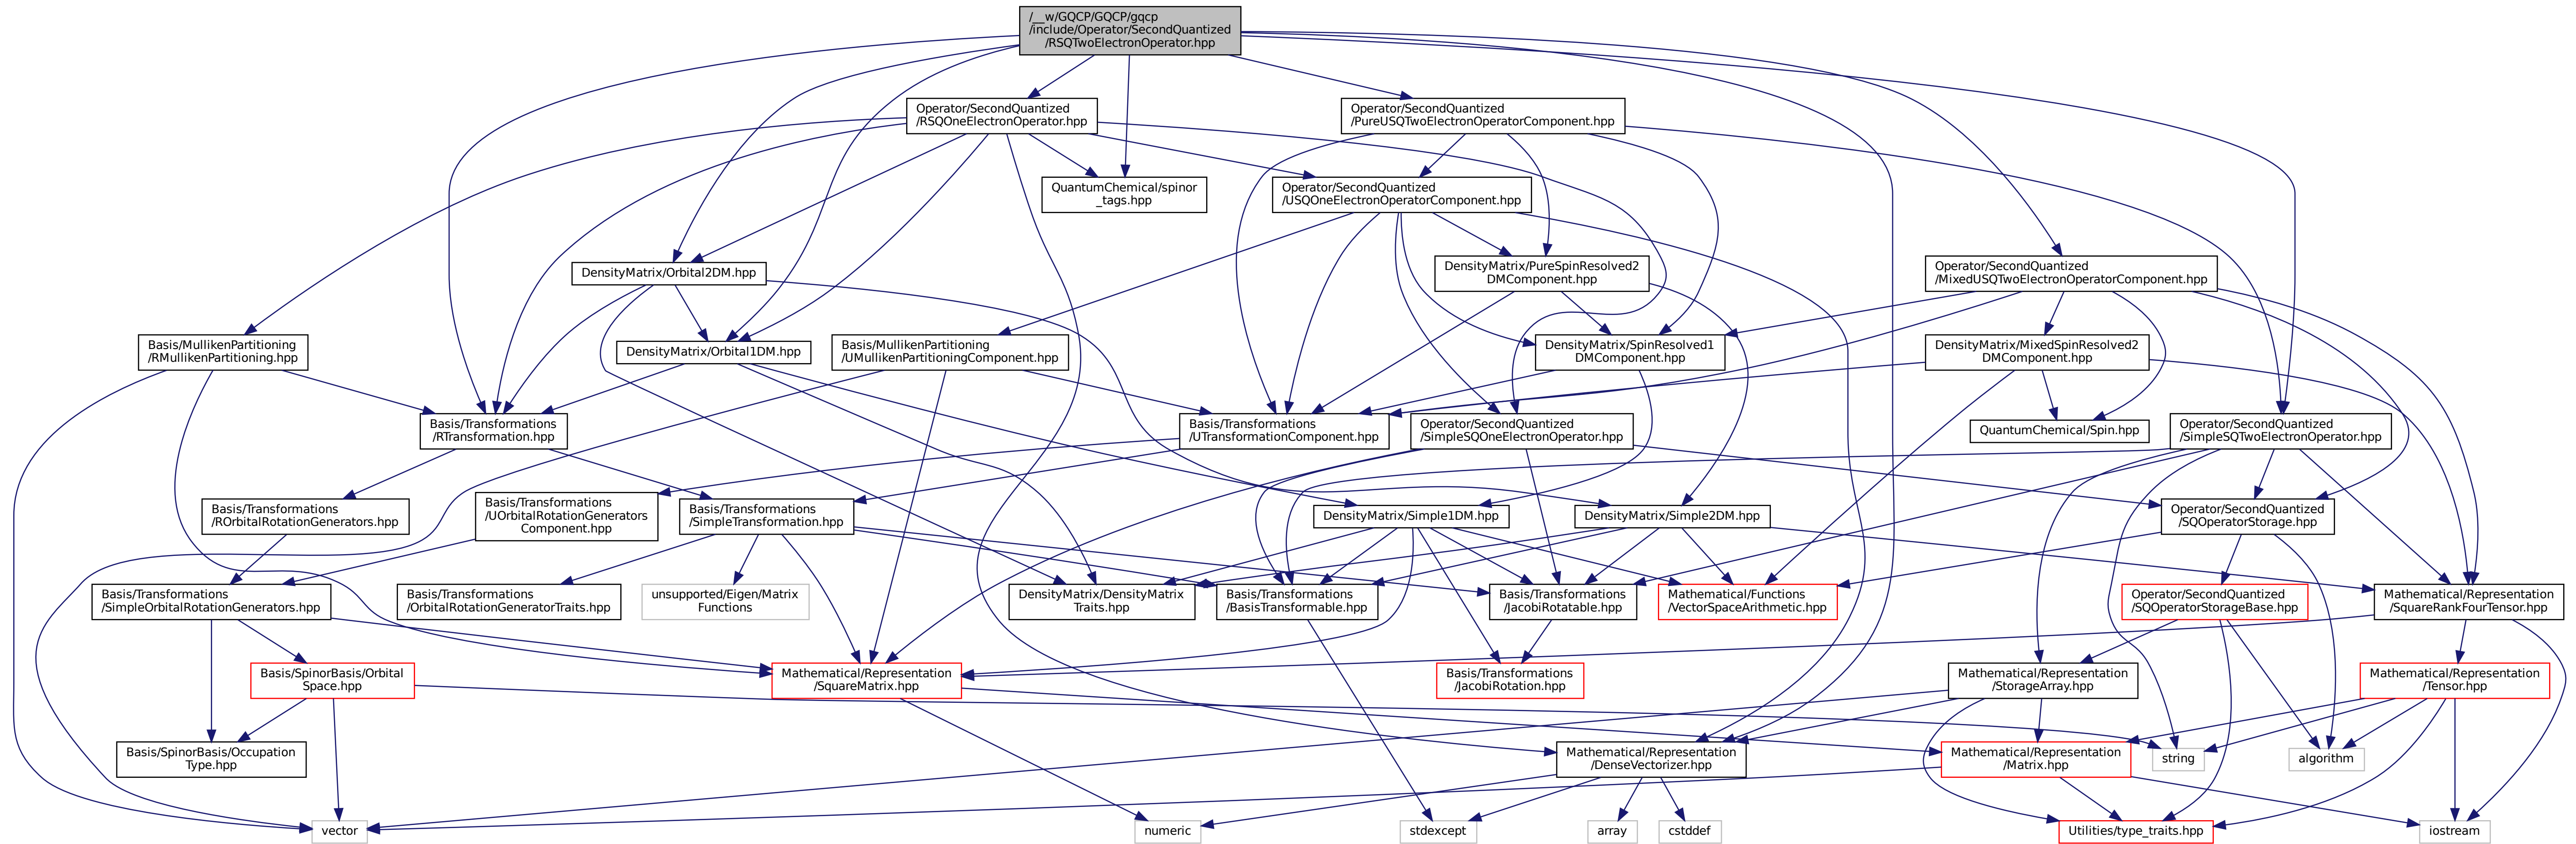 /__w/GQCP/GQCP/gqcp
/include/Operator/SecondQuantized
/RSQTwoElectronOperator.hpp
Operator/SecondQuantized
/RSQOneElectronOperator.hpp
Operator/SecondQuantized
/PureUSQTwoElectronOperatorComponent.hpp
QuantumChemical/spinor
_tags.hpp
Operator/SecondQuantized
/USQOneElectronOperatorComponent.hpp
DensityMatrix/Orbital2DM.hpp
DensityMatrix/PureSpinResolved2
DMComponent.hpp
Operator/SecondQuantized
/MixedUSQTwoElectronOperatorComponent.hpp
Basis/MullikenPartitioning
/RMullikenPartitioning.hpp
DensityMatrix/Orbital1DM.hpp
Basis/MullikenPartitioning
/UMullikenPartitioningComponent.hpp
DensityMatrix/SpinResolved1
DMComponent.hpp
DensityMatrix/MixedSpinResolved2
DMComponent.hpp
Basis/Transformations
/RTransformation.hpp
Basis/Transformations
/UTransformationComponent.hpp
Operator/SecondQuantized
/SimpleSQOneElectronOperator.hpp
QuantumChemical/Spin.hpp
Operator/SecondQuantized
/SimpleSQTwoElectronOperator.hpp
Basis/Transformations
/ROrbitalRotationGenerators.hpp
Basis/Transformations
/UOrbitalRotationGenerators
Component.hpp
Basis/Transformations
/SimpleTransformation.hpp
DensityMatrix/Simple1DM.hpp
DensityMatrix/Simple2DM.hpp
Operator/SecondQuantized
/SQOperatorStorage.hpp
Basis/Transformations
/SimpleOrbitalRotationGenerators.hpp
Basis/Transformations
/OrbitalRotationGeneratorTraits.hpp
unsupported/Eigen/Matrix
Functions
DensityMatrix/DensityMatrix
Traits.hpp
Basis/Transformations
/BasisTransformable.hpp
Basis/Transformations
/JacobiRotatable.hpp
Mathematical/Functions
/VectorSpaceArithmetic.hpp
Operator/SecondQuantized
/SQOperatorStorageBase.hpp
Mathematical/Representation
/SquareRankFourTensor.hpp
Basis/SpinorBasis/Orbital
Space.hpp
Mathematical/Representation
/SquareMatrix.hpp
Basis/Transformations
/JacobiRotation.hpp
Mathematical/Representation
/StorageArray.hpp
Mathematical/Representation
/Tensor.hpp
Basis/SpinorBasis/Occupation
Type.hpp
Mathematical/Representation
/DenseVectorizer.hpp
Mathematical/Representation
/Matrix.hpp
string
algorithm
vector
numeric
stdexcept
array
cstddef
Utilities/type_traits.hpp
iostream